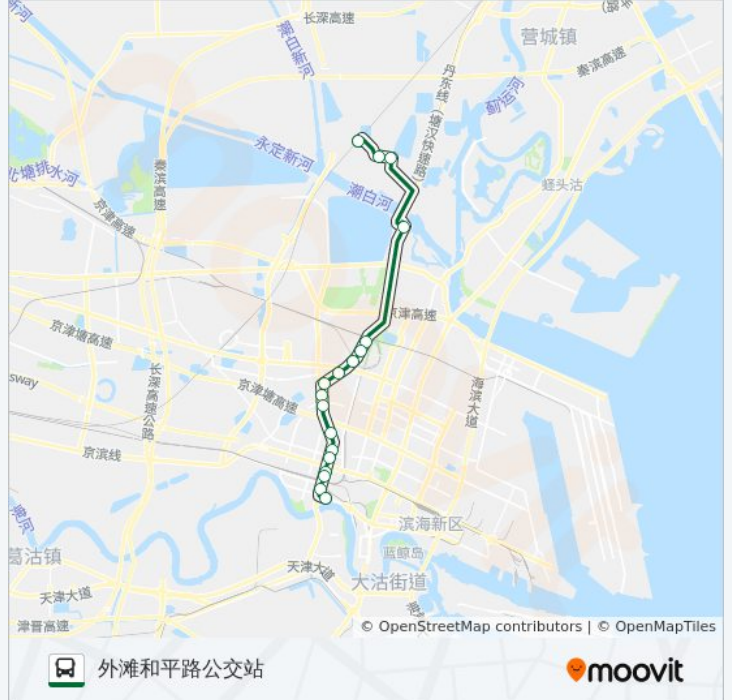 新河
长深高速
潮白新河
营城镇
秦滨高速
丹东线（塘汉快速路）
蓟运河
永定新河
北塘排水河
秦滨高速
潮白河
蛏头沽
京津高速
京津高速
京津塘高速
sway
长深高速公路
京津塘高速
海滨大道
京滨线
滨海新区
蓝鲸岛
葛沽镇
天津大道
大沽街道
天津大道
津晋高速
© OpenStreetMap contributors | © OpenMapTiles
外滩和平路公交站
moovit